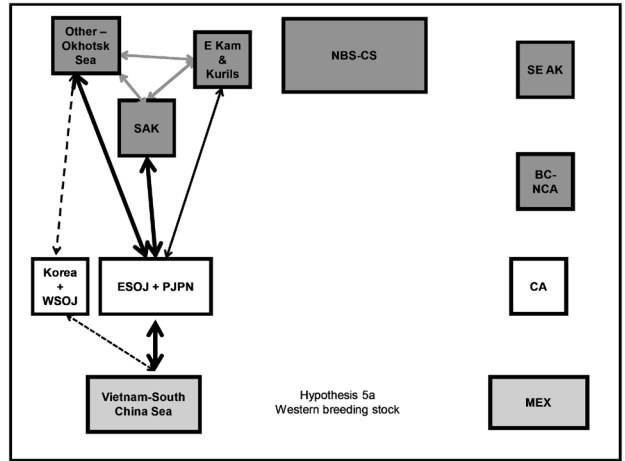 Other –
Okhotsk
Sea
E Kam
&
Kurils
NBS-CS
SE AK
SAK
BC-
NCA
Korea
+
WSOJ
ESOJ + PJPN
CA
Vietnam-South
China Sea
Hypothesis 5a
Western breeding stock
MEX